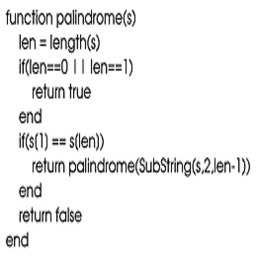 function palindrome(s)
len = length(s)
if(len==0 || len==1)
return true
end
if(s(1) == s(len))
return palindrome(SubString(s,2,len-1))
end
return false
end